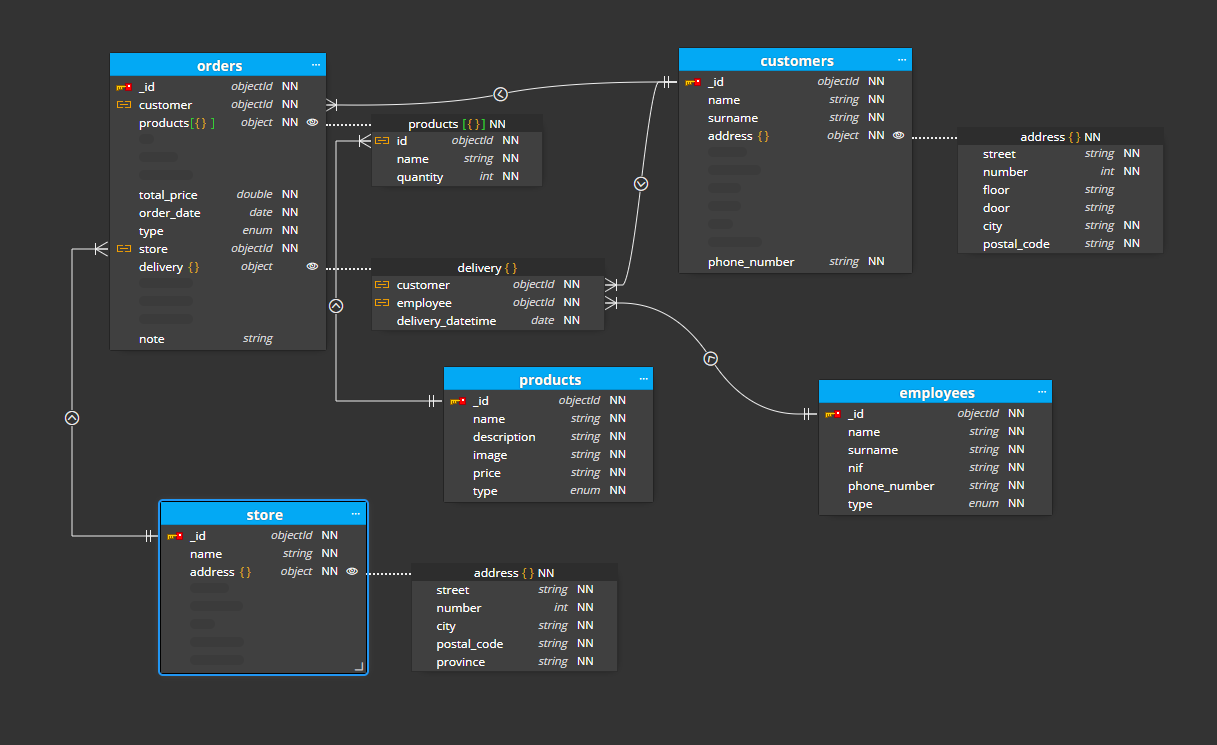 orders ...
_id objectId NN
customer objectId NN
products[{} ] object NN
total_price double NN
order_date date NN
type enum NN
store objectId NN
delivery {} object
note string
products [{}] NN
id objectId NN
name string NN
quantity int NN
delivery {}
customer objectId NN
employee objectId NN
delivery_datetime date NN
customers ...
_id objectId NN
name string NN
surname string NN
address {} object NN
phone_number string NN
address {} NN
street string NN
number int NN
floor string
door string
city string NN
postal_code string NN
products ...
_id objectId NN
name string NN
description string NN
image string NN
price string NN
type enum NN
employees ...
_id objectId NN
name string NN
surname string NN
nif string NN
phone_number string NN
type enum NN
store ...
_id objectId NN
name string NN
address {} object NN
address {} NN
street string NN
number int NN
city string NN
postal_code string NN
province string NN